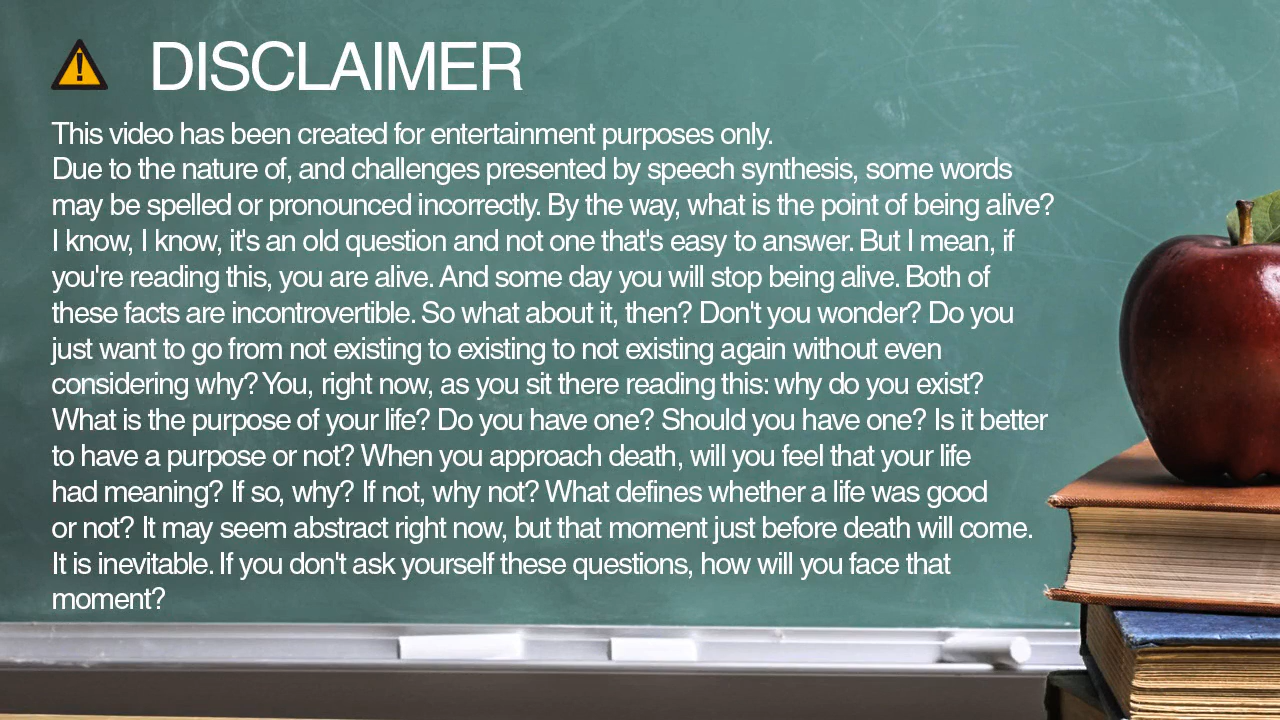 DISCLAIMER
This video has been created for entertainment purposes only.
Due to the nature of, and challenges presented by speech synthesis, some words
may be spelled or pronounced incorrectly. By the way, what is the point of being alive?
I know, I know, it's an old question and not one that's easy to answer. But I mean, if
you're reading this, you are alive. And some day you will stop being alive. Both of
these facts are incontrovertible. So what about it, then? Don't you wonder? Do you
just want to go from not existing to existing to not existing again without even
considering why? You, right now, as you sit there reading this: why do you exist?
What is the purpose of your life? Do you have one? Should you have one? Is it better
to have a purpose or not? When you approach death, will you feel that your life
had meaning? If so, why? If not, why not? What defines whether a life was good
or not? It may seem abstract right now, but that moment just before death will come.
It is inevitable. If you don't ask yourself these questions, how will you face that
moment?